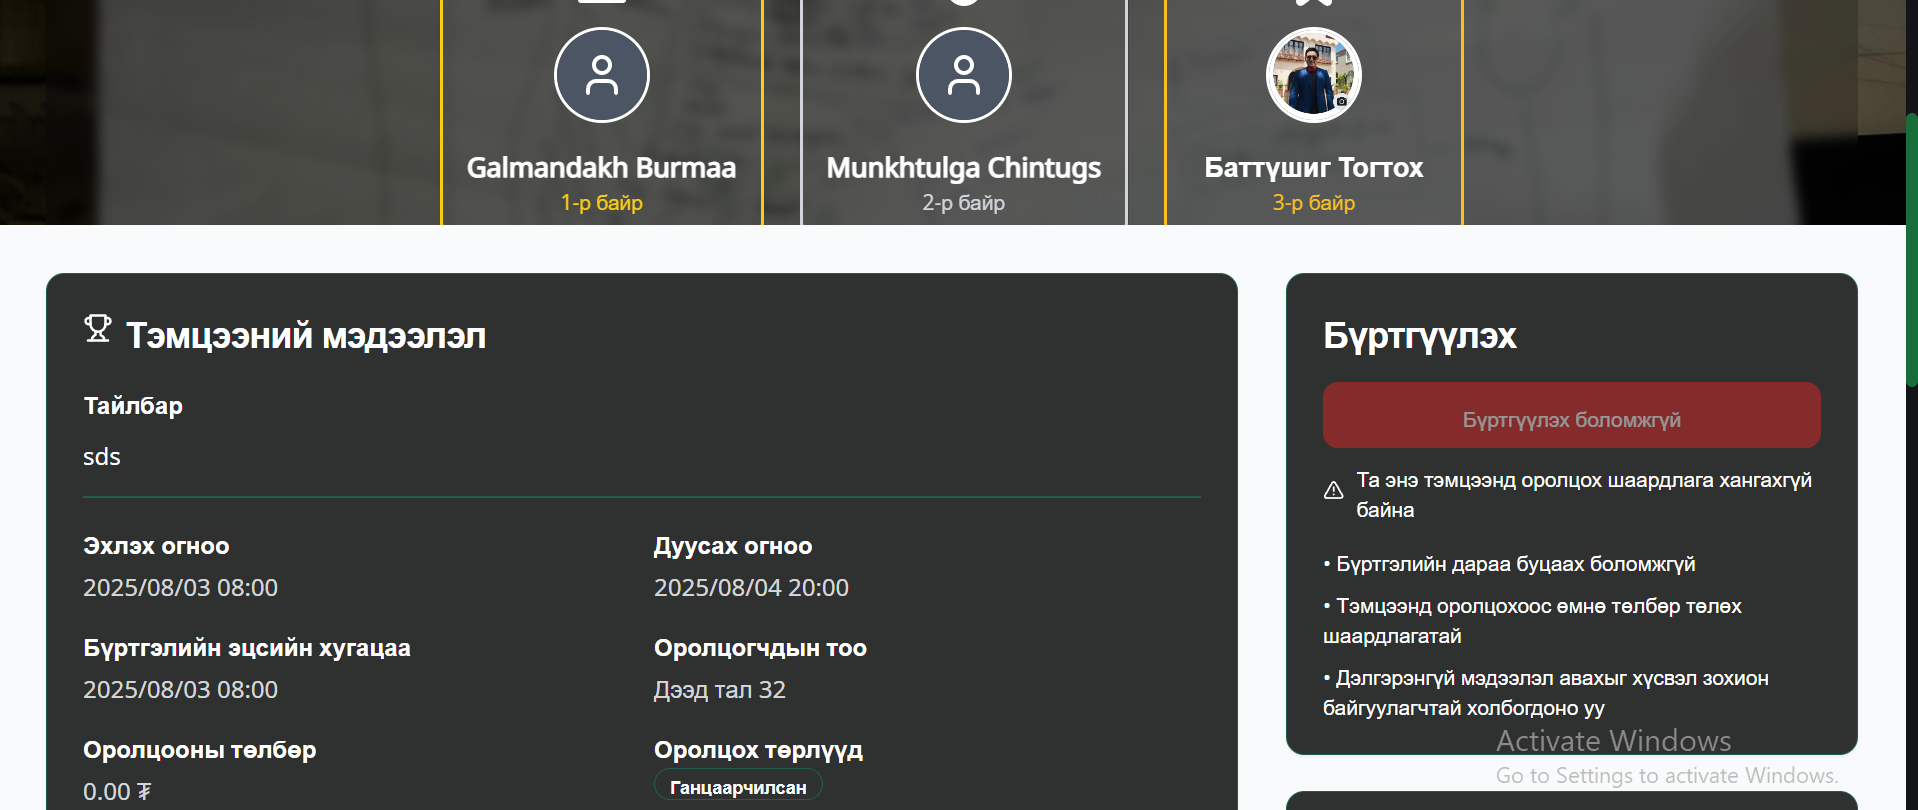 Galmandakh Burmaa
1-р байр
Munkhtulga Chintugs
2-р байр
Баттүшиг Тогтох
3-р байр
Тэмцээний мэдээлэл
Тайлбар
sds
Эхлэх огноо
2025/08/03 08:00
Дуусах огноо
2025/08/04 20:00
Бүртгэлийн эцсийн хугацаа
2025/08/03 08:00
Оролцогчдын тоо
Дээд тал 32
Оролцооны төлбөр
0.00 ₮
Оролцох төрлүүд
Ганцаарчилсан
Бүртгүүлэх
Бүртгүүлэх боломжгүй
Та энэ тэмцээнд оролцох шаардлага хангахгүй
байна
• Бүртгэлийн дараа буцаах боломжгүй
• Тэмцээнд оролцохоос өмнө төлбөр төлөх
шаардлагатай
• Дэлгэрэнгүй мэдээлэл авахыг хүсвэл зохион
байгуулагчтай холбогдоно уу
Activate Windows
Go to Settings to activate Windows.